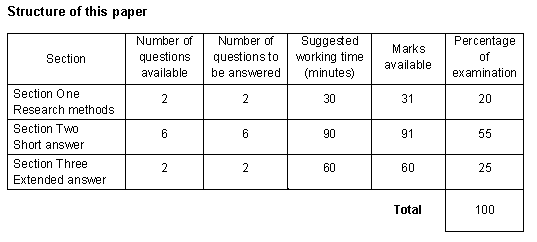 Structure of this paper
Section
Number of
questions
available
Number of
questions to
be answered
Suggested
working time
(minutes)
Marks
available
Percentage
of
examination
Section One
Research methods
2
2
30
31
20
Section Two
Short answer
6
6
90
91
55
Section Three
Extended answer
2
2
60
60
25
Total
100